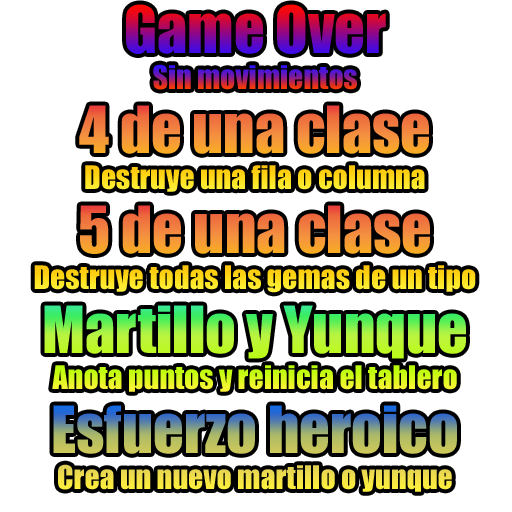 Game Over
Sin movimientos
4 de una clase
Destruye una fila o columna
5 de una clase
Destruye todas las gemas de un tipo
Martillo y Yunque
Anota puntos y reinicia el tablero
Esfuerzo heroico
Crea un nuevo martillo o yunque